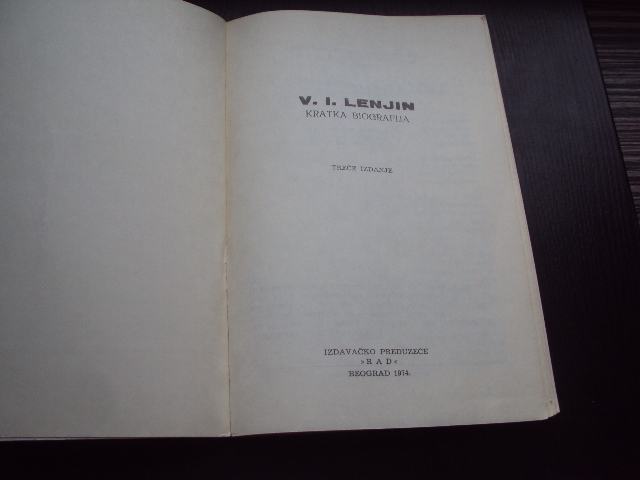 V. I. LENJIN
KRATKA BIOGRAFIJA
TREĆE IZDANJE
IZDAVAČKO PREDUZEĆE
»RAD«
BEOGRAD 1974.